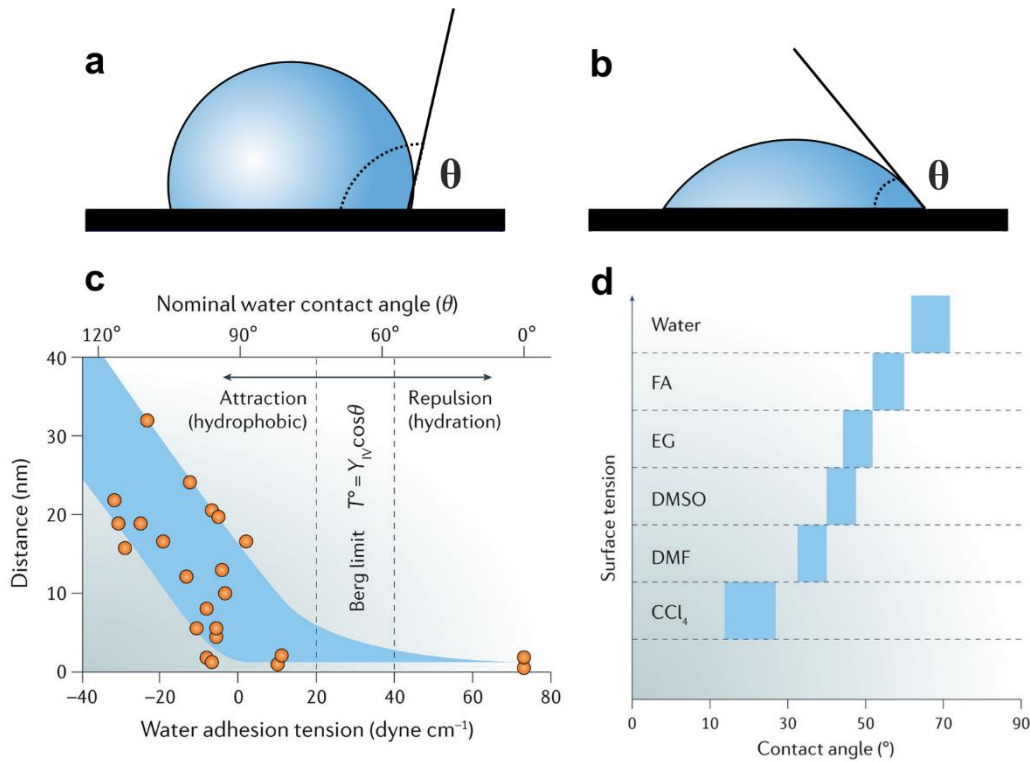 a
θ
b
θ
c
Nominal water contact angle (θ)
120°
90°
60°
0°
40
30
20
10
0
Distance (nm)
Attraction
(hydrophobic)
Berg limit T° = Y_IV cosθ
Repulsion
(hydration)
−40
−20
0
20
40
60
80
Water adhesion tension (dyne cm⁻¹)
d
Surface tension
Water
FA
EG
DMSO
DMF
CCl₄
0
10
30
50
70
90
Contact angle (°)